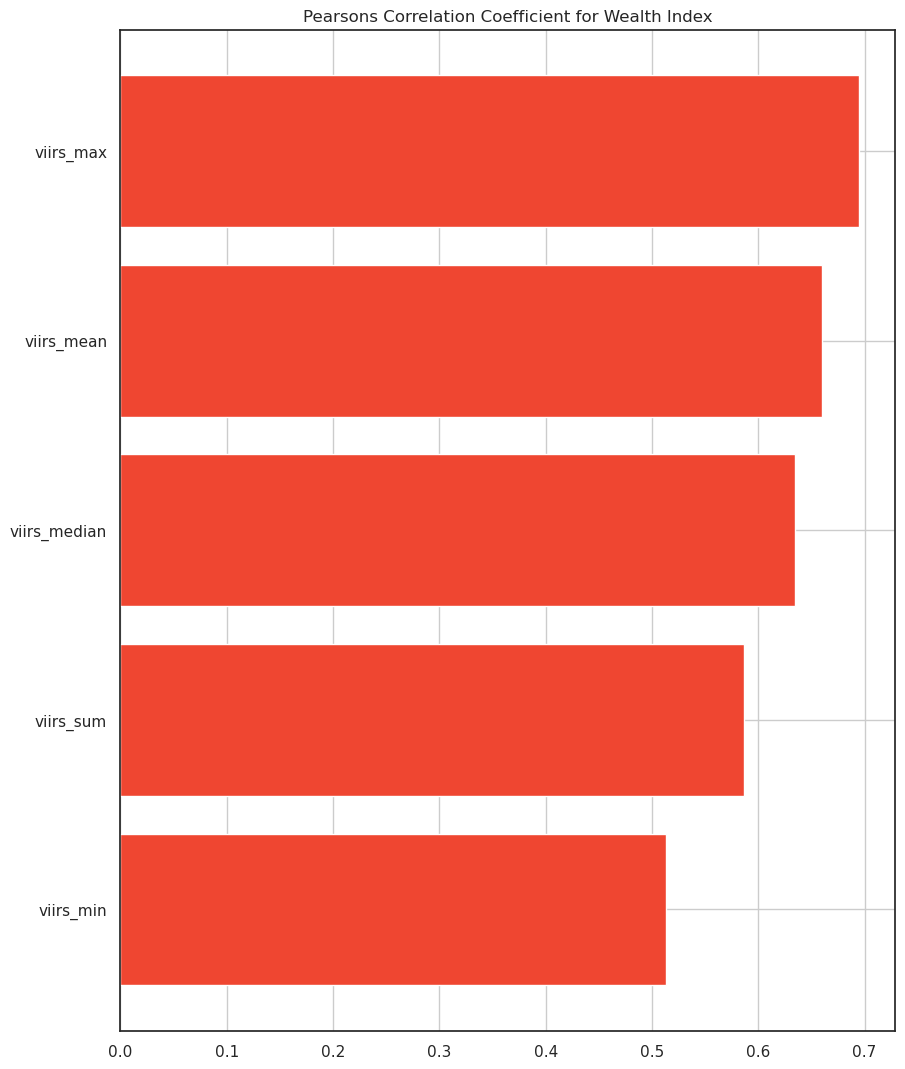 Pearsons Correlation Coefficient for Wealth Index
viirs_max
viirs_mean
viirs_median
viirs_sum
viirs_min
0.0 0.1 0.2 0.3 0.4 0.5 0.6 0.7